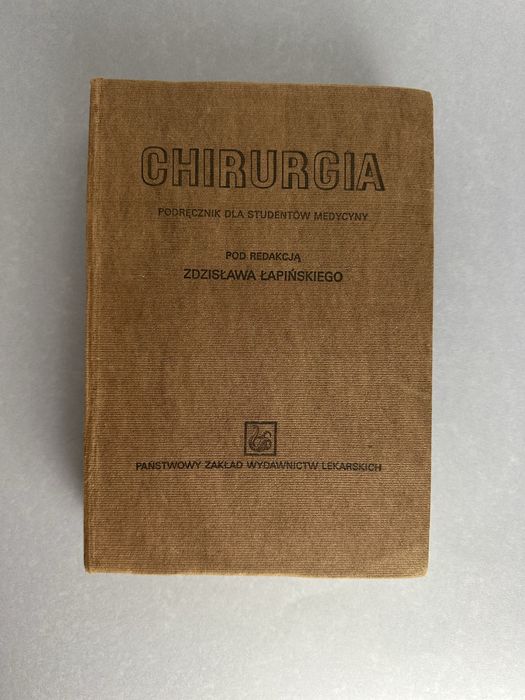 CHIRURGIA
PODRĘCZNIK DLA STUDENTÓW MEDYCYNY
POD REDAKCJĄ
ZDZISŁAWA ŁAPIŃSKIEGO
PAŃSTWOWY ZAKŁAD WYDAWNICTW LEKARSKICH